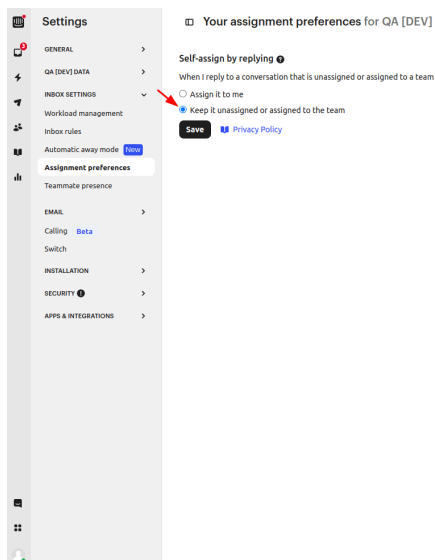 Settings
Your assignment preferences for QA [DEV]
3
GENERAL
QA [DEV] DATA
INBOX SETTINGS
Workload management
Inbox rules
Automatic away mode New
Assignment preferences
Teammate presence
EMAIL
Calling Beta
Switch
INSTALLATION
SECURITY
APPS & INTEGRATIONS
Self-assign by replying
When I reply to a conversation that is unassigned or assigned to a team
Assign it to me
Keep it unassigned or assigned to the team
Save Privacy Policy